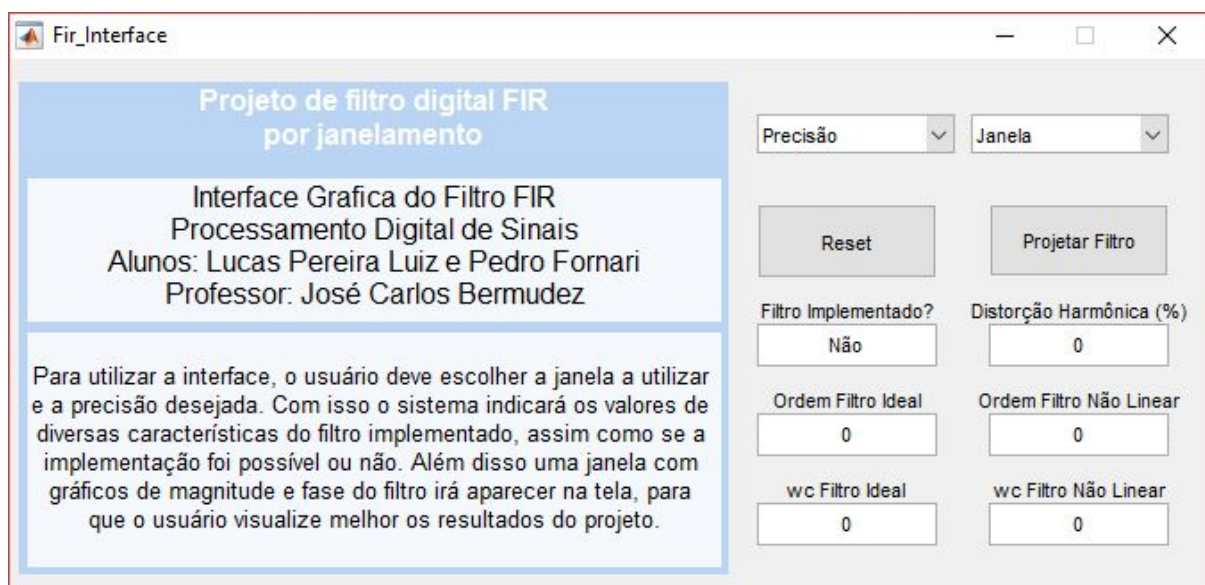 Fir_Interface
Projeto de filtro digital FIR
por janelamento
Interface Grafica do Filtro FIR
Processamento Digital de Sinais
Alunos: Lucas Pereira Luiz e Pedro Fornari
Professor: José Carlos Bermudez
Para utilizar a interface, o usuário deve escolher a janela a utilizar
e a precisão desejada. Com isso o sistema indicará os valores de
diversas características do filtro implementado, assim como se a
implementação foi possível ou não. Além disso uma janela com
gráficos de magnitude e fase do filtro irá aparecer na tela, para
que o usuário visualize melhor os resultados do projeto.
Precisão
Janela
Reset
Projetar Filtro
Filtro Implementado?
Distorção Harmônica (%)
Não
0
Ordem Filtro Ideal
Ordem Filtro Não Linear
0
0
wc Filtro Ideal
wc Filtro Não Linear
0
0